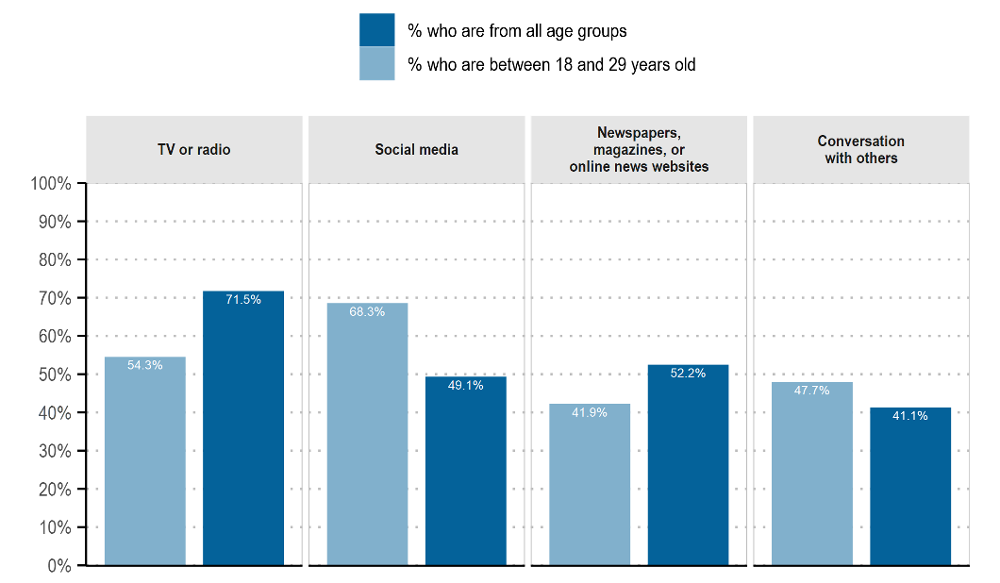 % who are from all age groups
% who are between 18 and 29 years old
TV or radio
Social media
Newspapers,
magazines, or
online news websites
Conversation
with others
100%
90%
80%
70%
60%
50%
40%
30%
20%
10%
0%
54.3%
71.5%
68.3%
49.1%
41.9%
52.2%
47.7%
41.1%